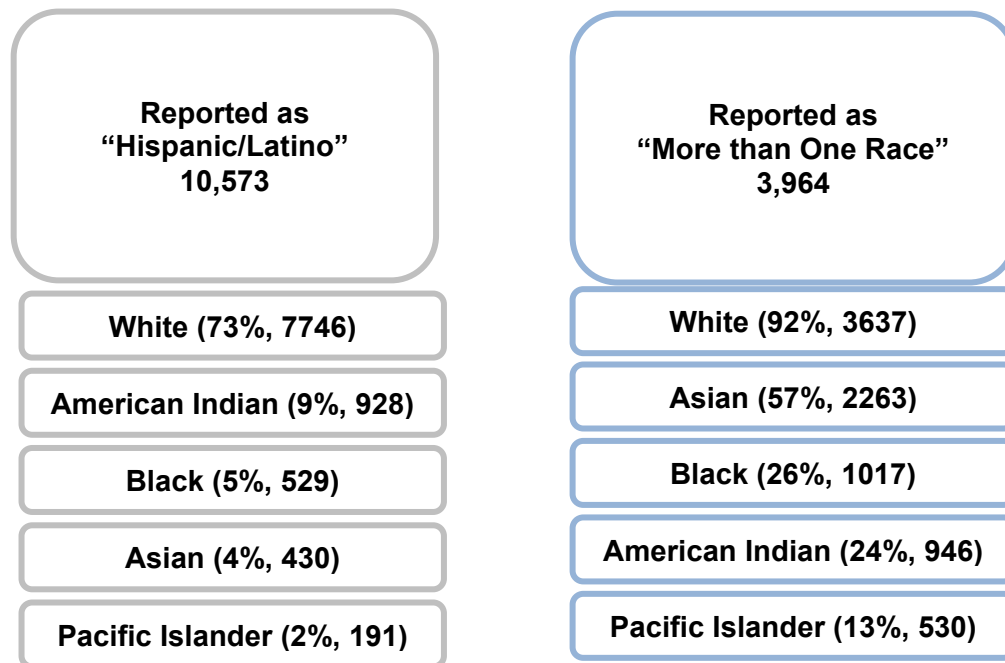 Reported as
“Hispanic/Latino”
10,573
White (73%, 7746)
American Indian (9%, 928)
Black (5%, 529)
Asian (4%, 430)
Pacific Islander (2%, 191)
Reported as
“More than One Race”
3,964
White (92%, 3637)
Asian (57%, 2263)
Black (26%, 1017)
American Indian (24%, 946)
Pacific Islander (13%, 530)